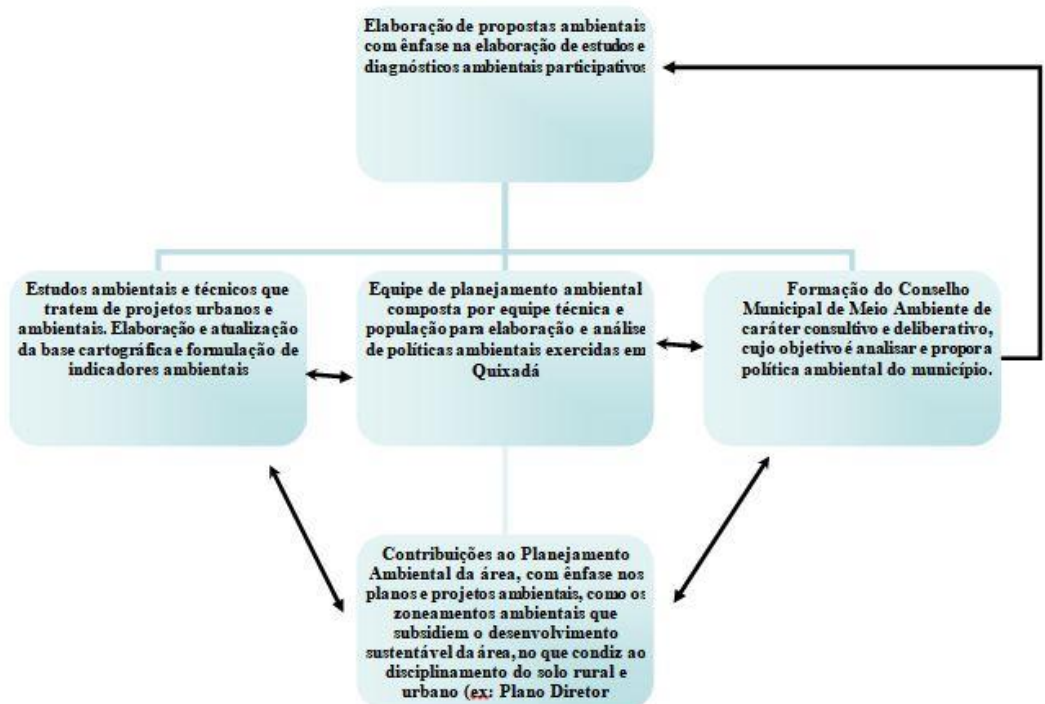 Elaboração de propostas ambientais
com ênfase na elaboração de estudos e
diagnósticos ambientais participativos
Estudos ambientais e técnicos que
tratem de projetos urbanos e
ambientais. Elaboração e atualização
da base cartográfica e formulação de
indicadores ambientais
Equipe de planejamento ambiental
composta por equipe técnica e
população para elaboração e análise
de políticas ambientais exercidas em
Quixadá
Formação do Conselho
Municipal de Meio Ambiente de
caráter consultivo e deliberativo,
cujo objetivo é analisar e propor a
política ambiental do município.
Contribuições ao Planejamento
Ambiental da área, com ênfase nos
planos e projetos ambientais, como os
zoneamentos ambientais que
subsidiem o desenvolvimento
sustentável da área, no que condiz ao
disciplinamento do solo rural e
urbano (ex: Plano Diretor